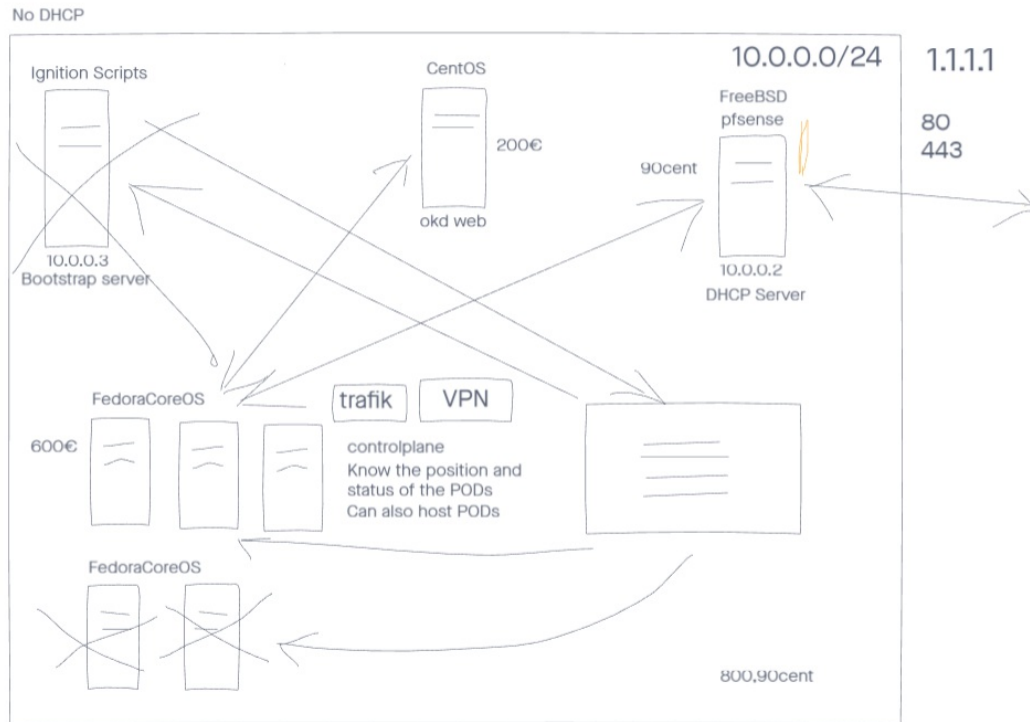 No DHCP
10.0.0.0/24
1.1.1.1
Ignition Scripts
CentOS
FreeBSD
pfsense
80
443
200€
90cent
okd web
10.0.0.3
Bootstrap server
10.0.0.2
DHCP Server
FedoraCoreOS
trafik
VPN
600€
controlplane
Know the position and
status of the PODs
Can also host PODs
FedoraCoreOS
800,90cent